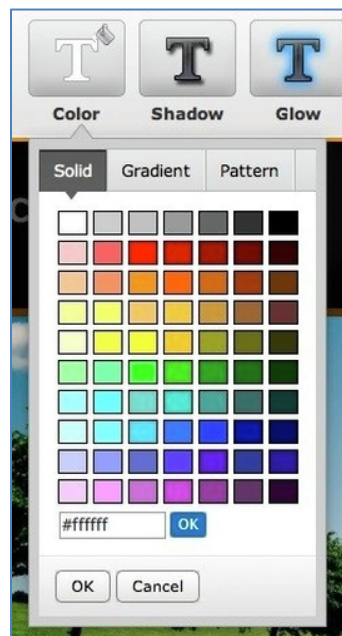 T T T
Color Shadow Glow
Solid Gradient Pattern
#ffffff OK
OK Cancel